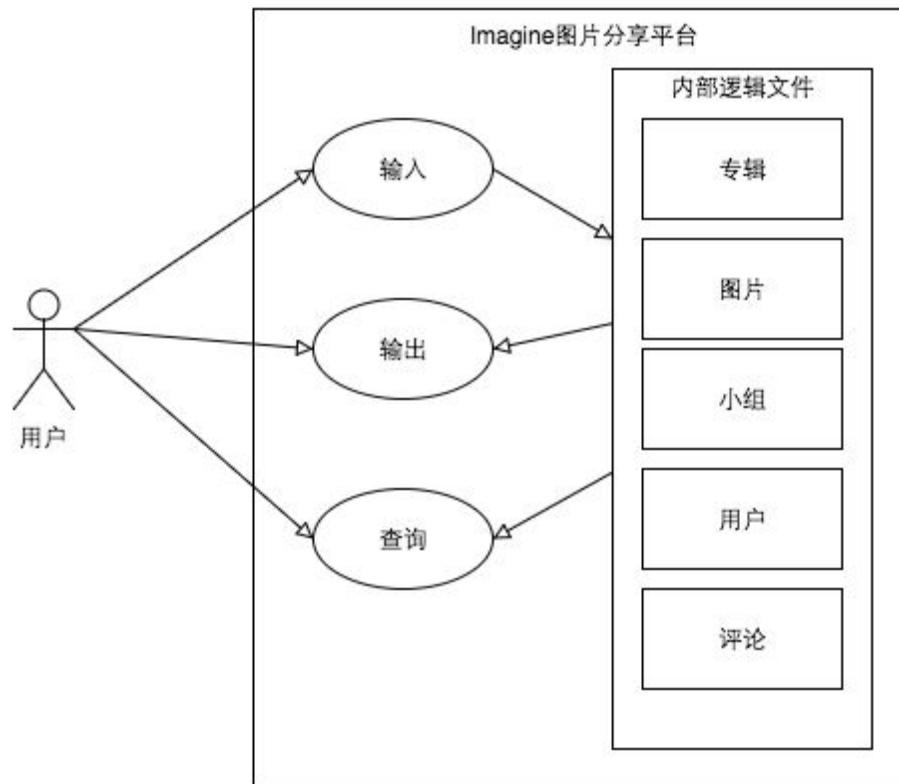 Imagine图片分享平台
内部逻辑文件
专辑
输入
图片
输出
小组
用户
用户
查询
评论